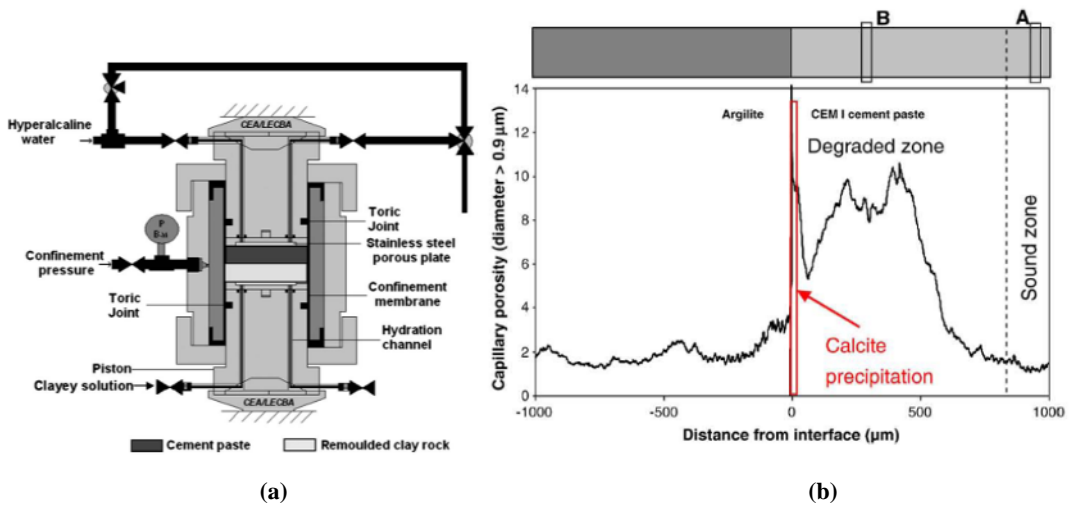 CEA/LECBA
Hyperalcaline
water
P
Toric
Joint
Stainless steel
porous plate
Confinement
pressure
Confinement
membrane
Toric
Joint
Hydration
channel
Piston
Clayey solution
CEA/LECBA
Cement paste
Remoulded clay rock
(a)
B
A
14
12
10
8
6
4
2
0
Capillary porosity (diameter > 0.9 µm)
Argilite
CEM I cement paste
Degraded zone
Sound zone
Calcite
precipitation
-1000
-500
0
500
1000
Distance from interface (µm)
(b)